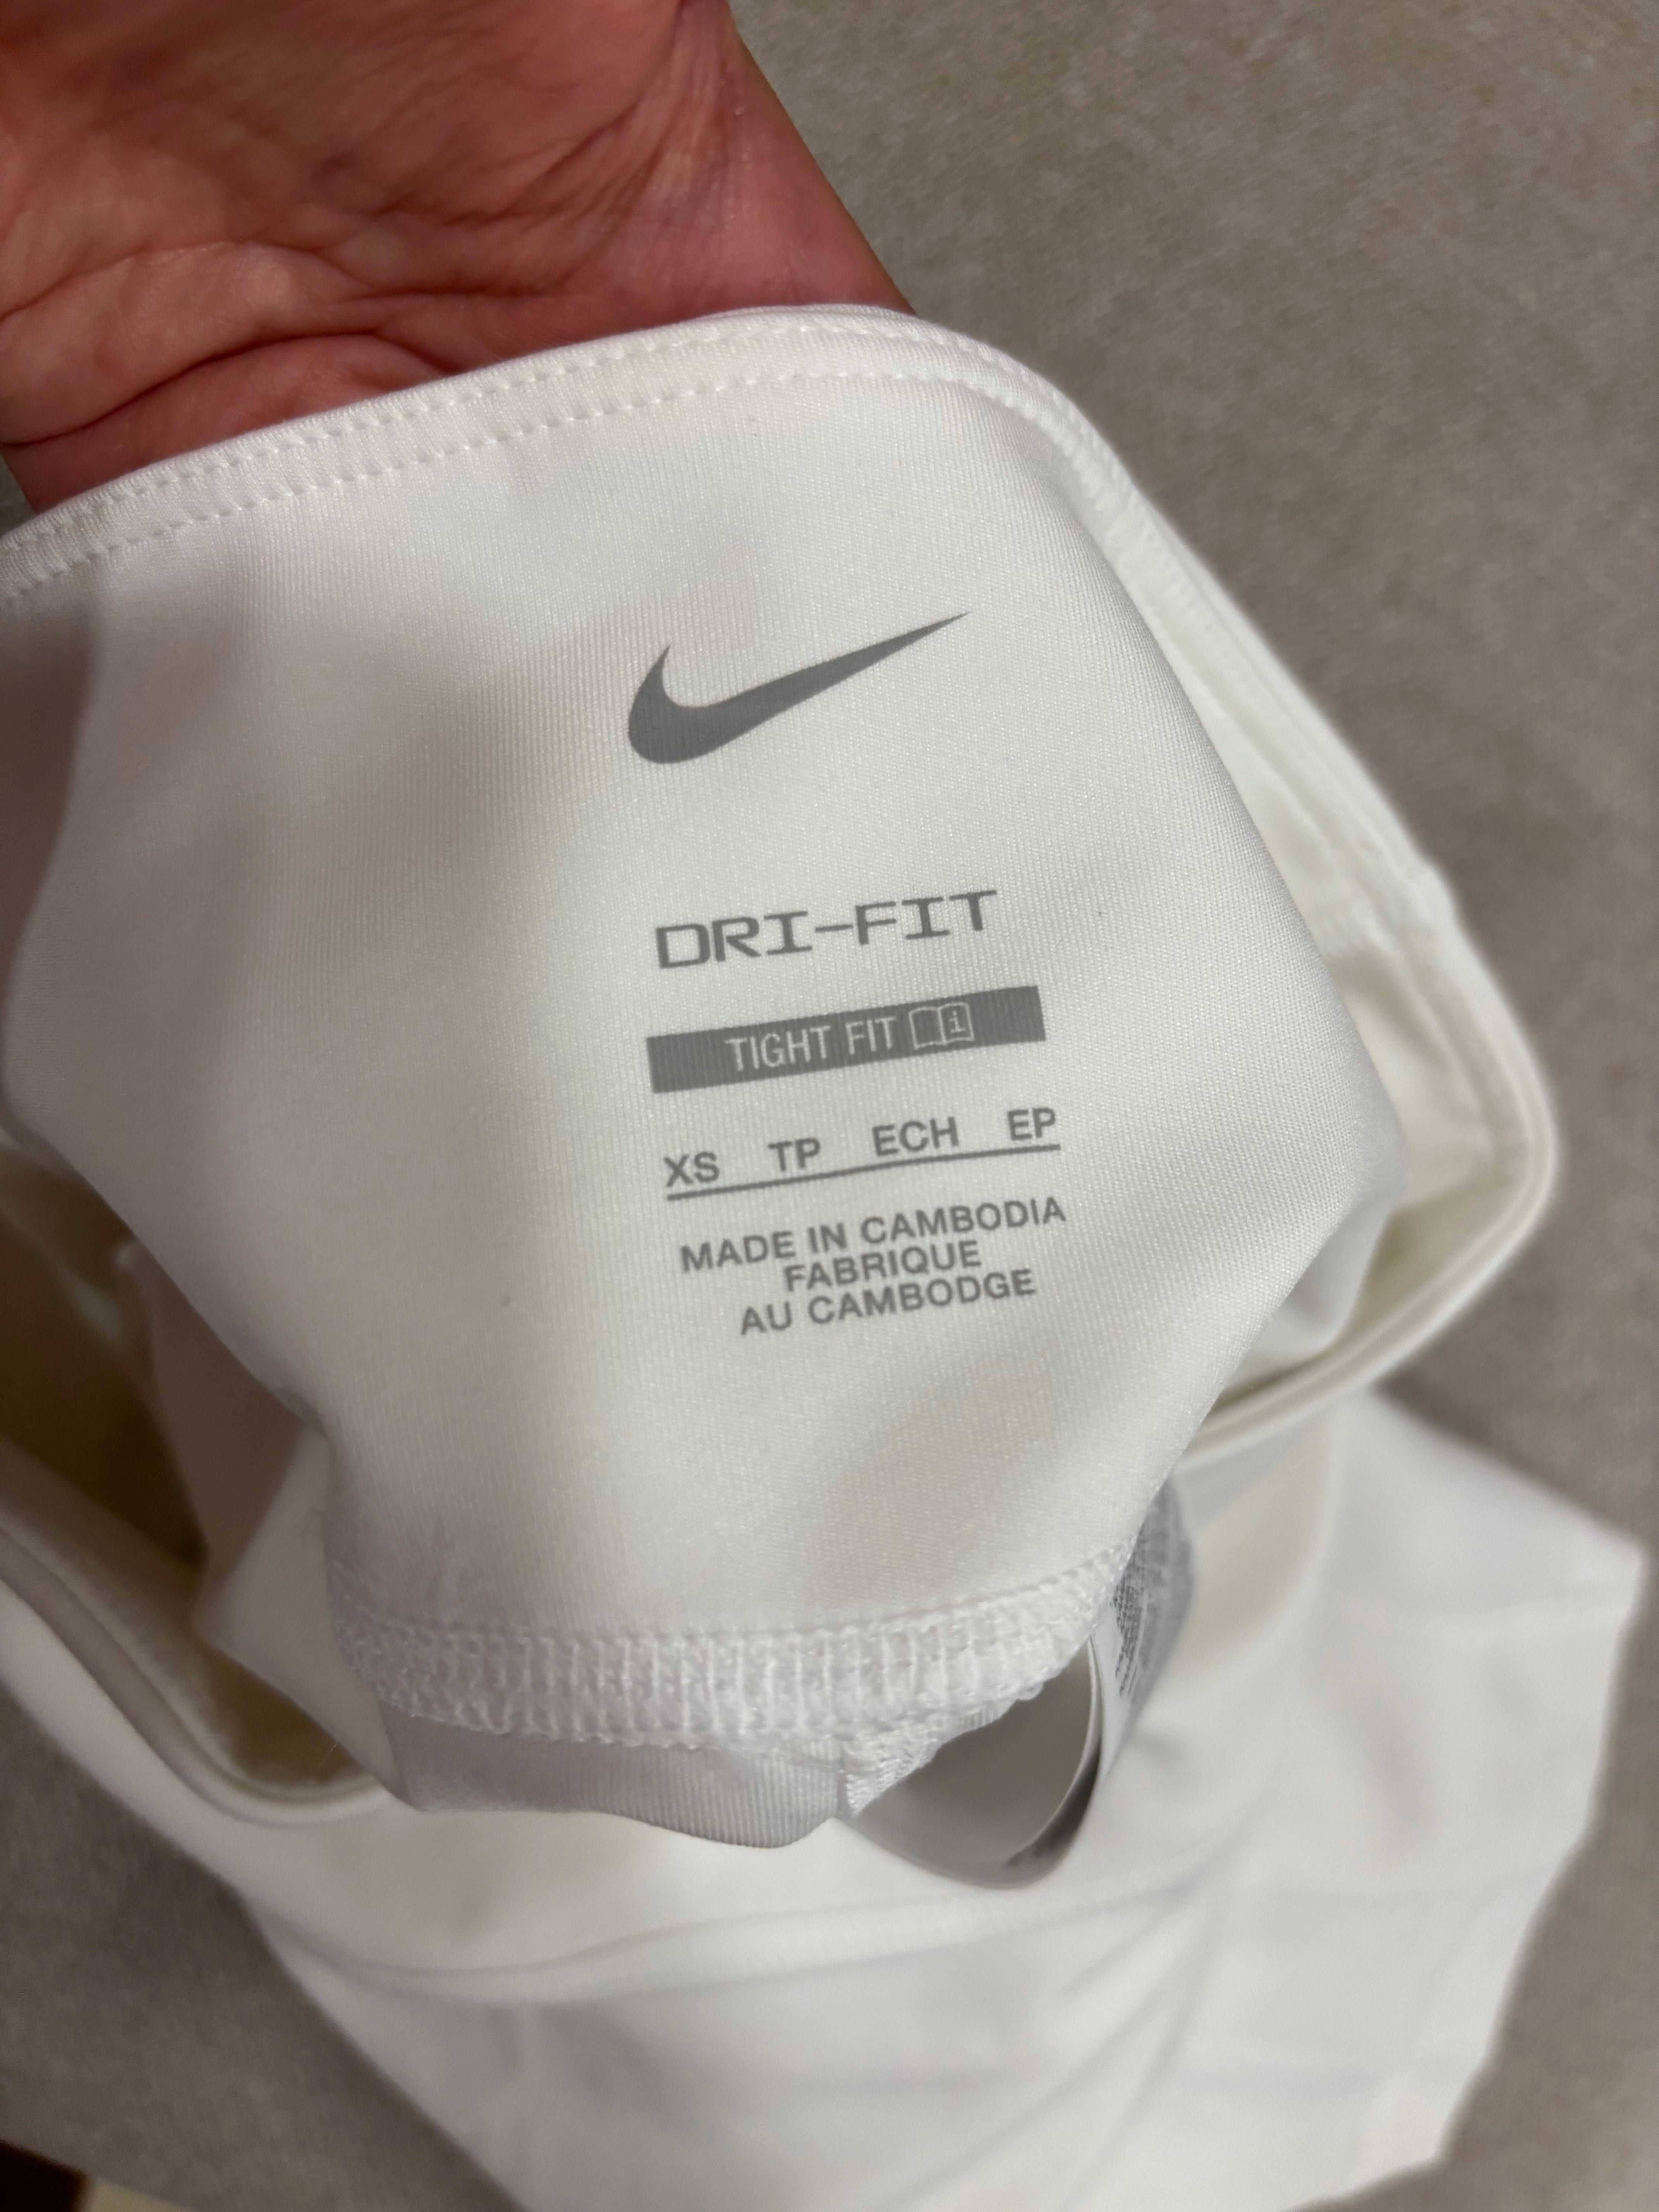 DRI-FIT
TIGHT FIT i
XS TP ECH EP
MADE IN CAMBODIA
FABRIQUE
AU CAMBODGE